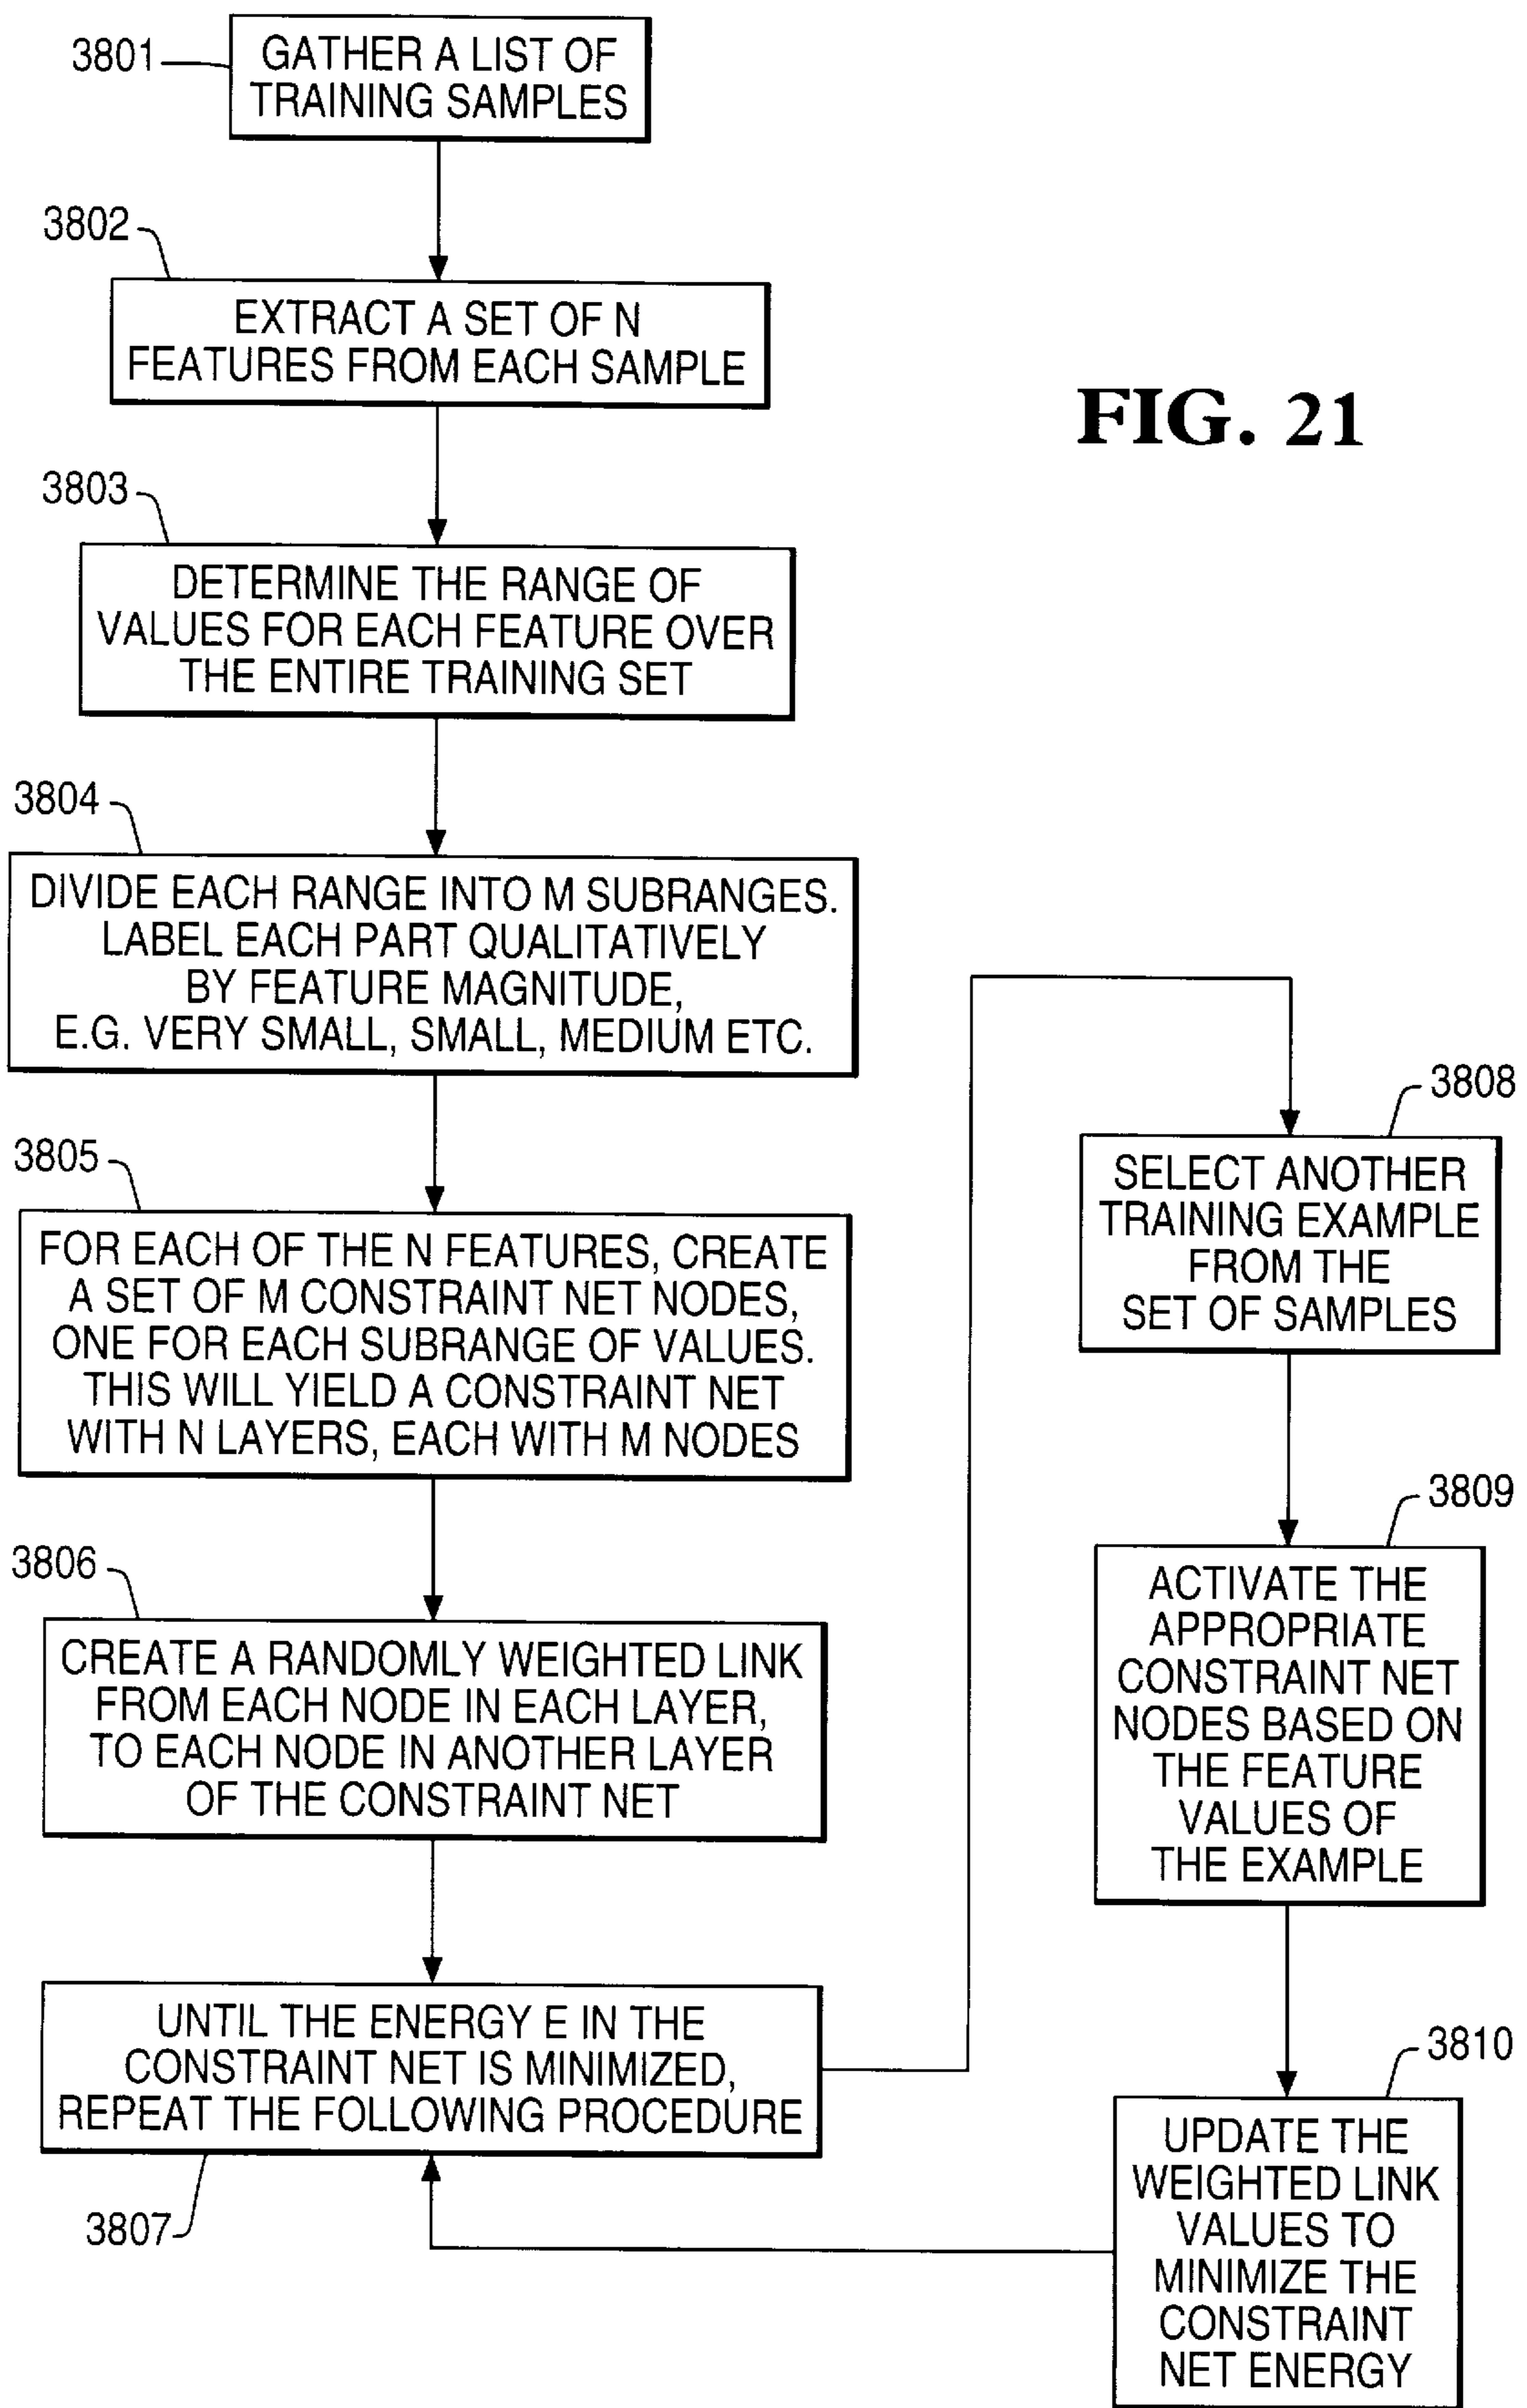 3801
GATHER A LIST OF
TRAINING SAMPLES
3802
EXTRACT A SET OF N
FEATURES FROM EACH SAMPLE
FIG. 21
3803
DETERMINE THE RANGE OF
VALUES FOR EACH FEATURE OVER
THE ENTIRE TRAINING SET
3804
DIVIDE EACH RANGE INTO M SUBRANGES.
LABEL EACH PART QUALITATIVELY
BY FEATURE MAGNITUDE,
E.G. VERY SMALL, SMALL, MEDIUM ETC.
3805
FOR EACH OF THE N FEATURES, CREATE
A SET OF M CONSTRAINT NET NODES,
ONE FOR EACH SUBRANGE OF VALUES.
THIS WILL YIELD A CONSTRAINT NET
WITH N LAYERS, EACH WITH M NODES
3806
CREATE A RANDOMLY WEIGHTED LINK
FROM EACH NODE IN EACH LAYER,
TO EACH NODE IN ANOTHER LAYER
OF THE CONSTRAINT NET
UNTIL THE ENERGY E IN THE
CONSTRAINT NET IS MINIMIZED,
REPEAT THE FOLLOWING PROCEDURE
3807
3808
SELECT ANOTHER
TRAINING EXAMPLE
FROM THE
SET OF SAMPLES
3809
ACTIVATE THE
APPROPRIATE
CONSTRAINT NET
NODES BASED ON
THE FEATURE
VALUES OF
THE EXAMPLE
3810
UPDATE THE
WEIGHTED LINK
VALUES TO
MINIMIZE THE
CONSTRAINT
NET ENERGY